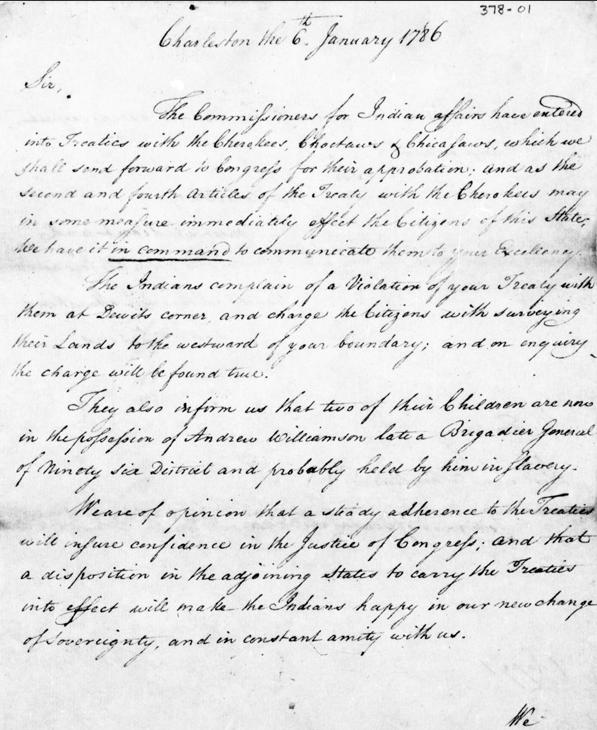 378-01
Charleston the 6th January 1786
Sir,
The Commissioners for Indian affairs have entered
into Treaties with the Cherokees, Choctaws & Chicasaws, which we
shall send forward to Congress for their approbation; and as the
second and fourth articles of the Treaty with the Cherokees may
in some measure immediately effect the Citizens of this State,
We have it in command to communicate them to your Excellency.
The Indians complain of a Violation of your Treaty with
them at Dewits corner, and charge the Citizens with surveying
their Lands to the westward of your boundary; and on enquiry
the charge will be found true.
They also inform us that two of their Children are now
in the possession of Andrew Williamson late a Brigadier General
of Ninety six District and probably held by him in slavery.
We are of opinion that a steady adherence to the Treaties
will insure confidence in the Justice of Congress; and that
a disposition in the adjoining States to carry the Treaties
into effect will make the Indians happy in our new change
of Sovereignty, and in constant amity with us.
We